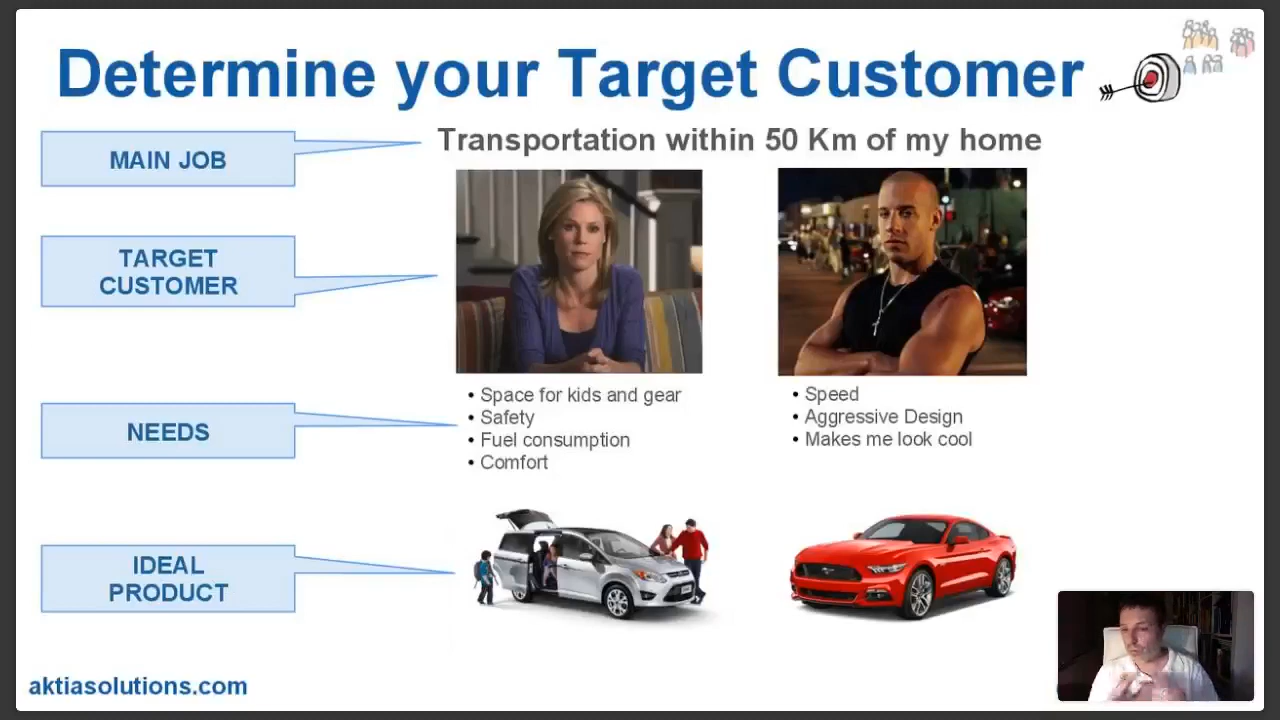 Determine your Target Customer
MAIN JOB
Transportation within 50 Km of my home
TARGET
CUSTOMER
NEEDS
• Space for kids and gear
• Safety
• Fuel consumption
• Comfort
• Speed
• Aggressive Design
• Makes me look cool
IDEAL
PRODUCT
aktiasolutions.com